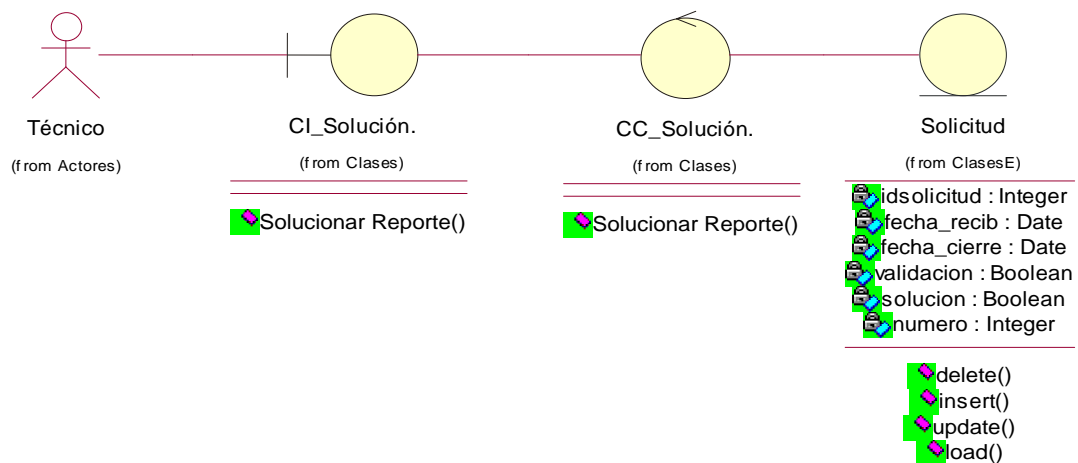 Técnico
(from Actores)
CI_Solución.
(from Clases)
Solucionar Reporte()
CC_Solución.
(from Clases)
Solucionar Reporte()
Solicitud
(from ClasesE)
idsolicitud : Integer
fecha_recib : Date
fecha_cierre : Date
validacion : Boolean
solucion : Boolean
numero : Integer
delete()
insert()
update()
load()